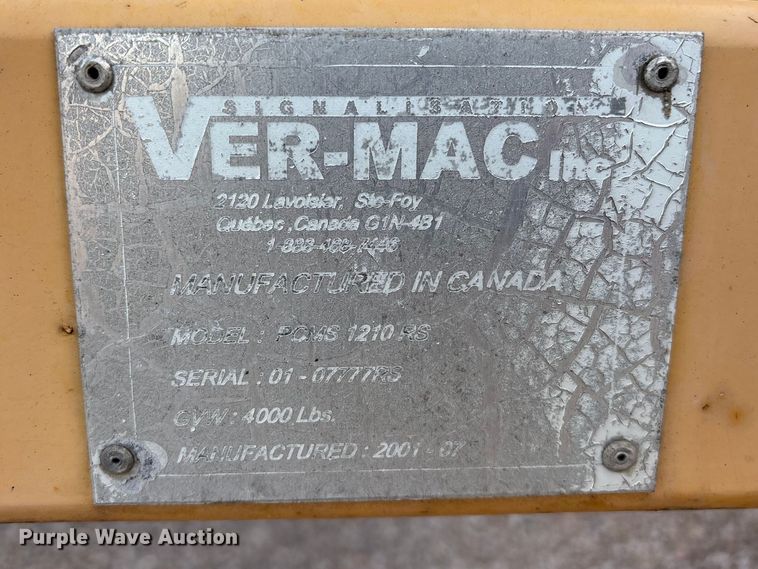 SIGNALISATION
VER-MAC Inc
2120 Lavoisier, Ste-Foy
Québec, Canada G1N-4B1
MANUFACTURED IN CANADA
MODEL : PCMS 1210 RS
SERIAL : 01 - 07777RS
GVW : 4000 Lbs.
MANUFACTURED : 2001 - 07
Purple Wave Auction